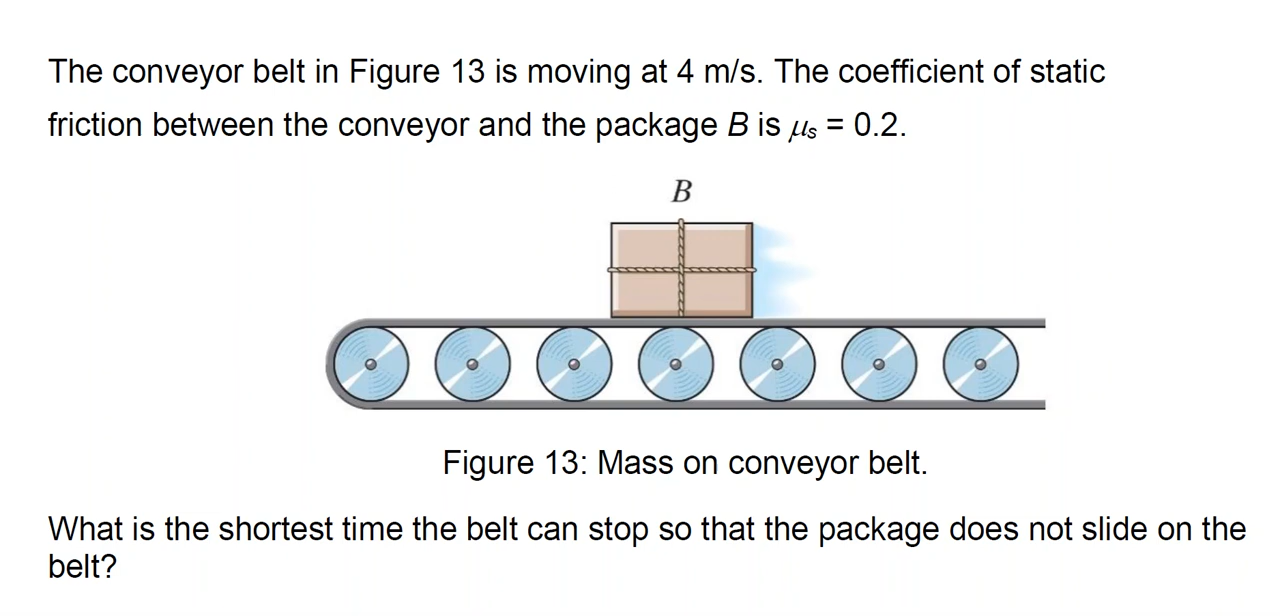 The conveyor belt in Figure 13 is moving at 4 m/s. The coefficient of static
friction between the conveyor and the package B is μs = 0.2.
B
Figure 13: Mass on conveyor belt.
What is the shortest time the belt can stop so that the package does not slide on the
belt?